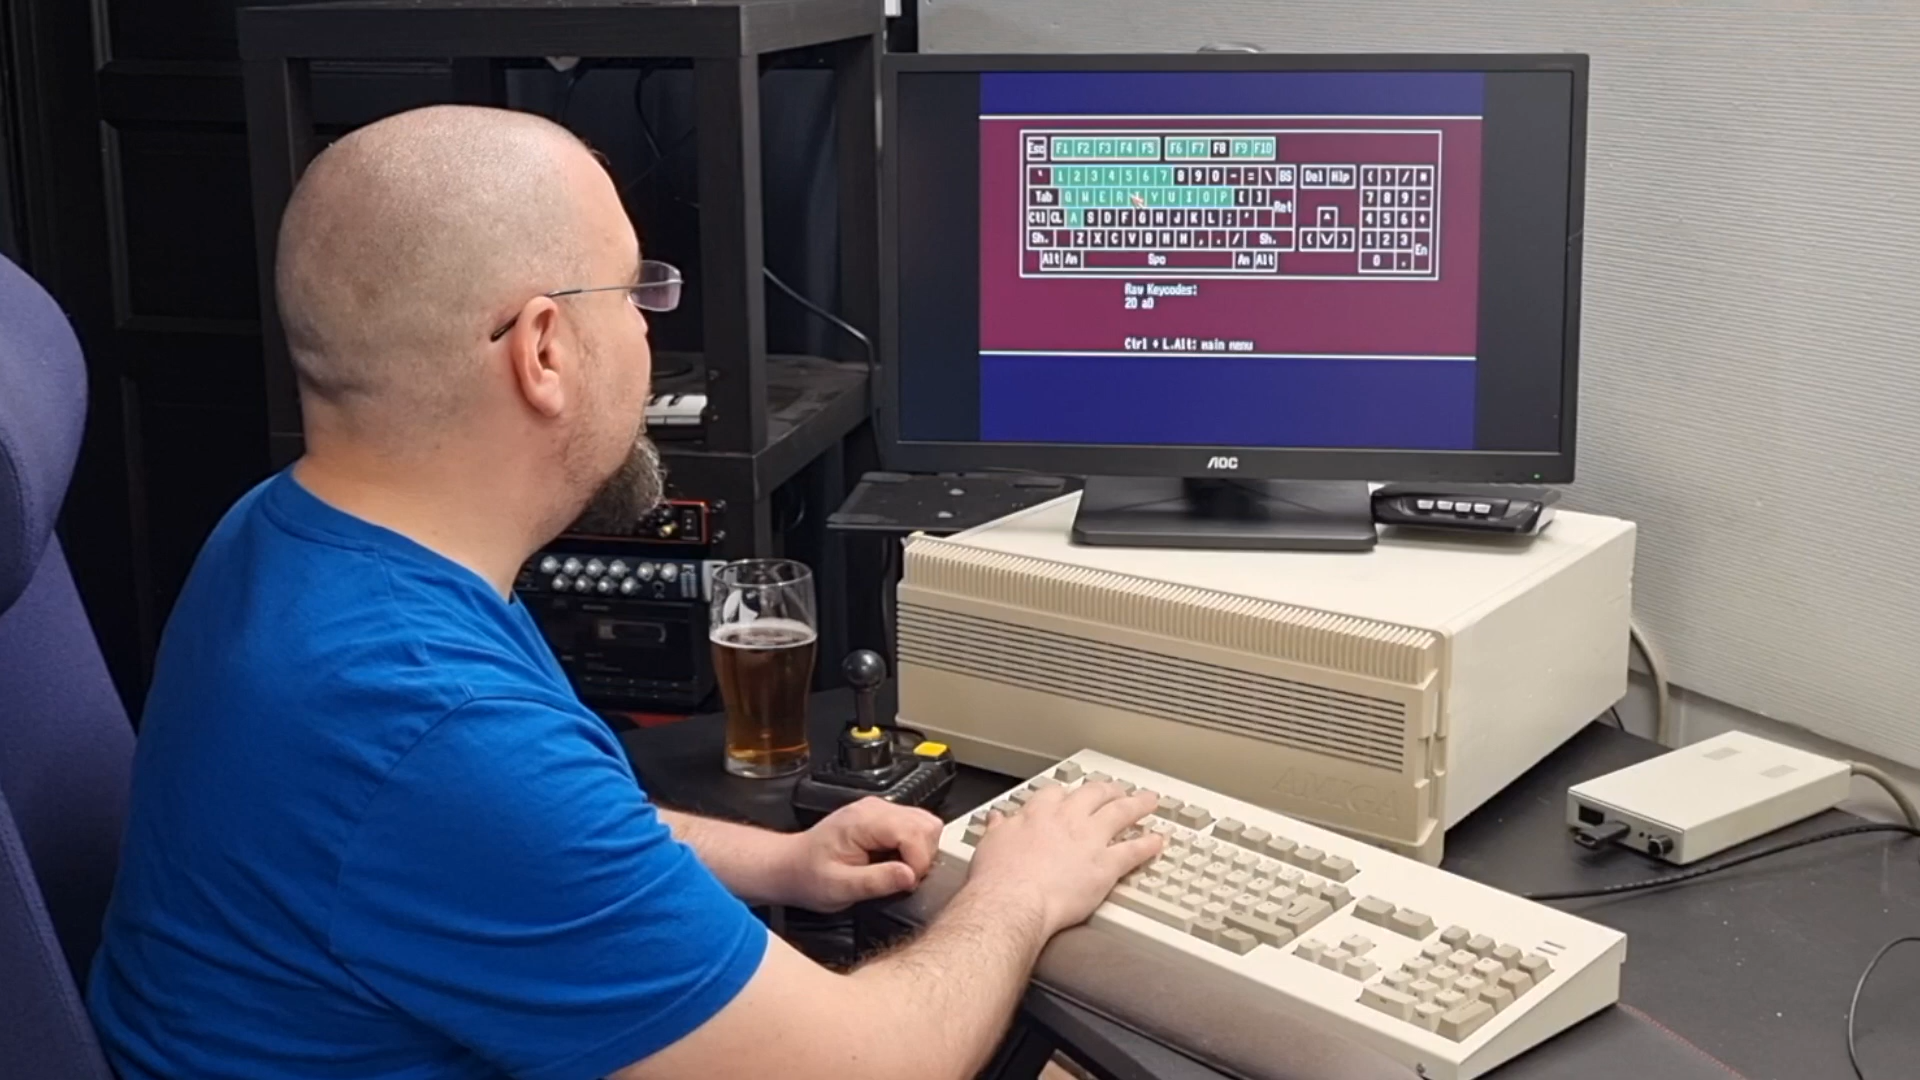 Esc F1 F2 F3 F4 F5 F6 F7 F8 F9 F10
` 1 2 3 4 5 6 7 8 9 0 - = \ BS Del Hlp ( ) / *
Tab Q W E R Y U I O P [ ] 7 8 9 -
Ctl CL A S D F G H J K L ; ' Ret ^ 4 5 6 +
Sh. Z X C V B N M , . / Sh. < V > 1 2 3 En
Alt Am Spc Am Alt 0 .
Raw Keycodes:
20 a0
Ctrl + L.Alt: main menu
AOC
AMIGA